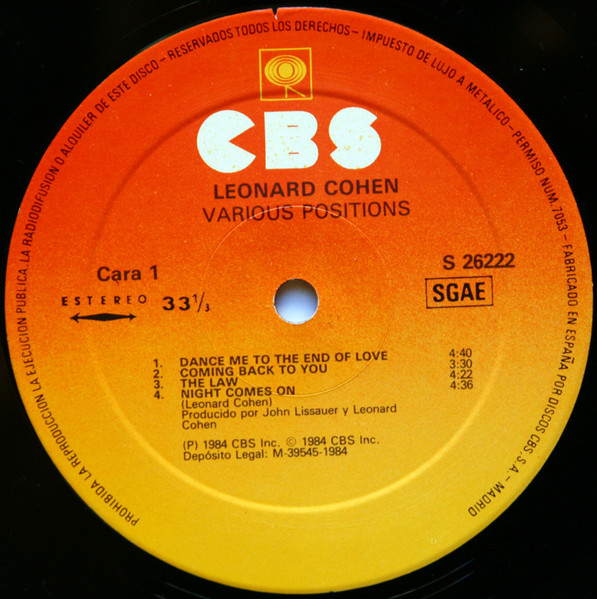 PROHIBIDA LA REPRODUCCION, LA EJECUCION PUBLICA, LA RADIODIFUSION O ALQUILER DE ESTE DISCO - RESERVADOS TODOS LOS DERECHOS - IMPUESTO DE LUJO A METALICO - PERMISO NUM. 7053 - FABRICADO EN ESPAÑA POR DISCOS CBS, S.A. - MADRID
CBS
LEONARD COHEN
VARIOUS POSITIONS
Cara 1
S 26222
ESTEREO 33 1/3
SGAE
1. DANCE ME TO THE END OF LOVE 4:40
2. COMING BACK TO YOU 3:30
3. THE LAW 4:22
4. NIGHT COMES ON 4:36
(Leonard Cohen)
Producido por John Lissauer y Leonard
Cohen
(P) 1984 CBS Inc. © 1984 CBS Inc.
Depósito Legal: M-39545-1984